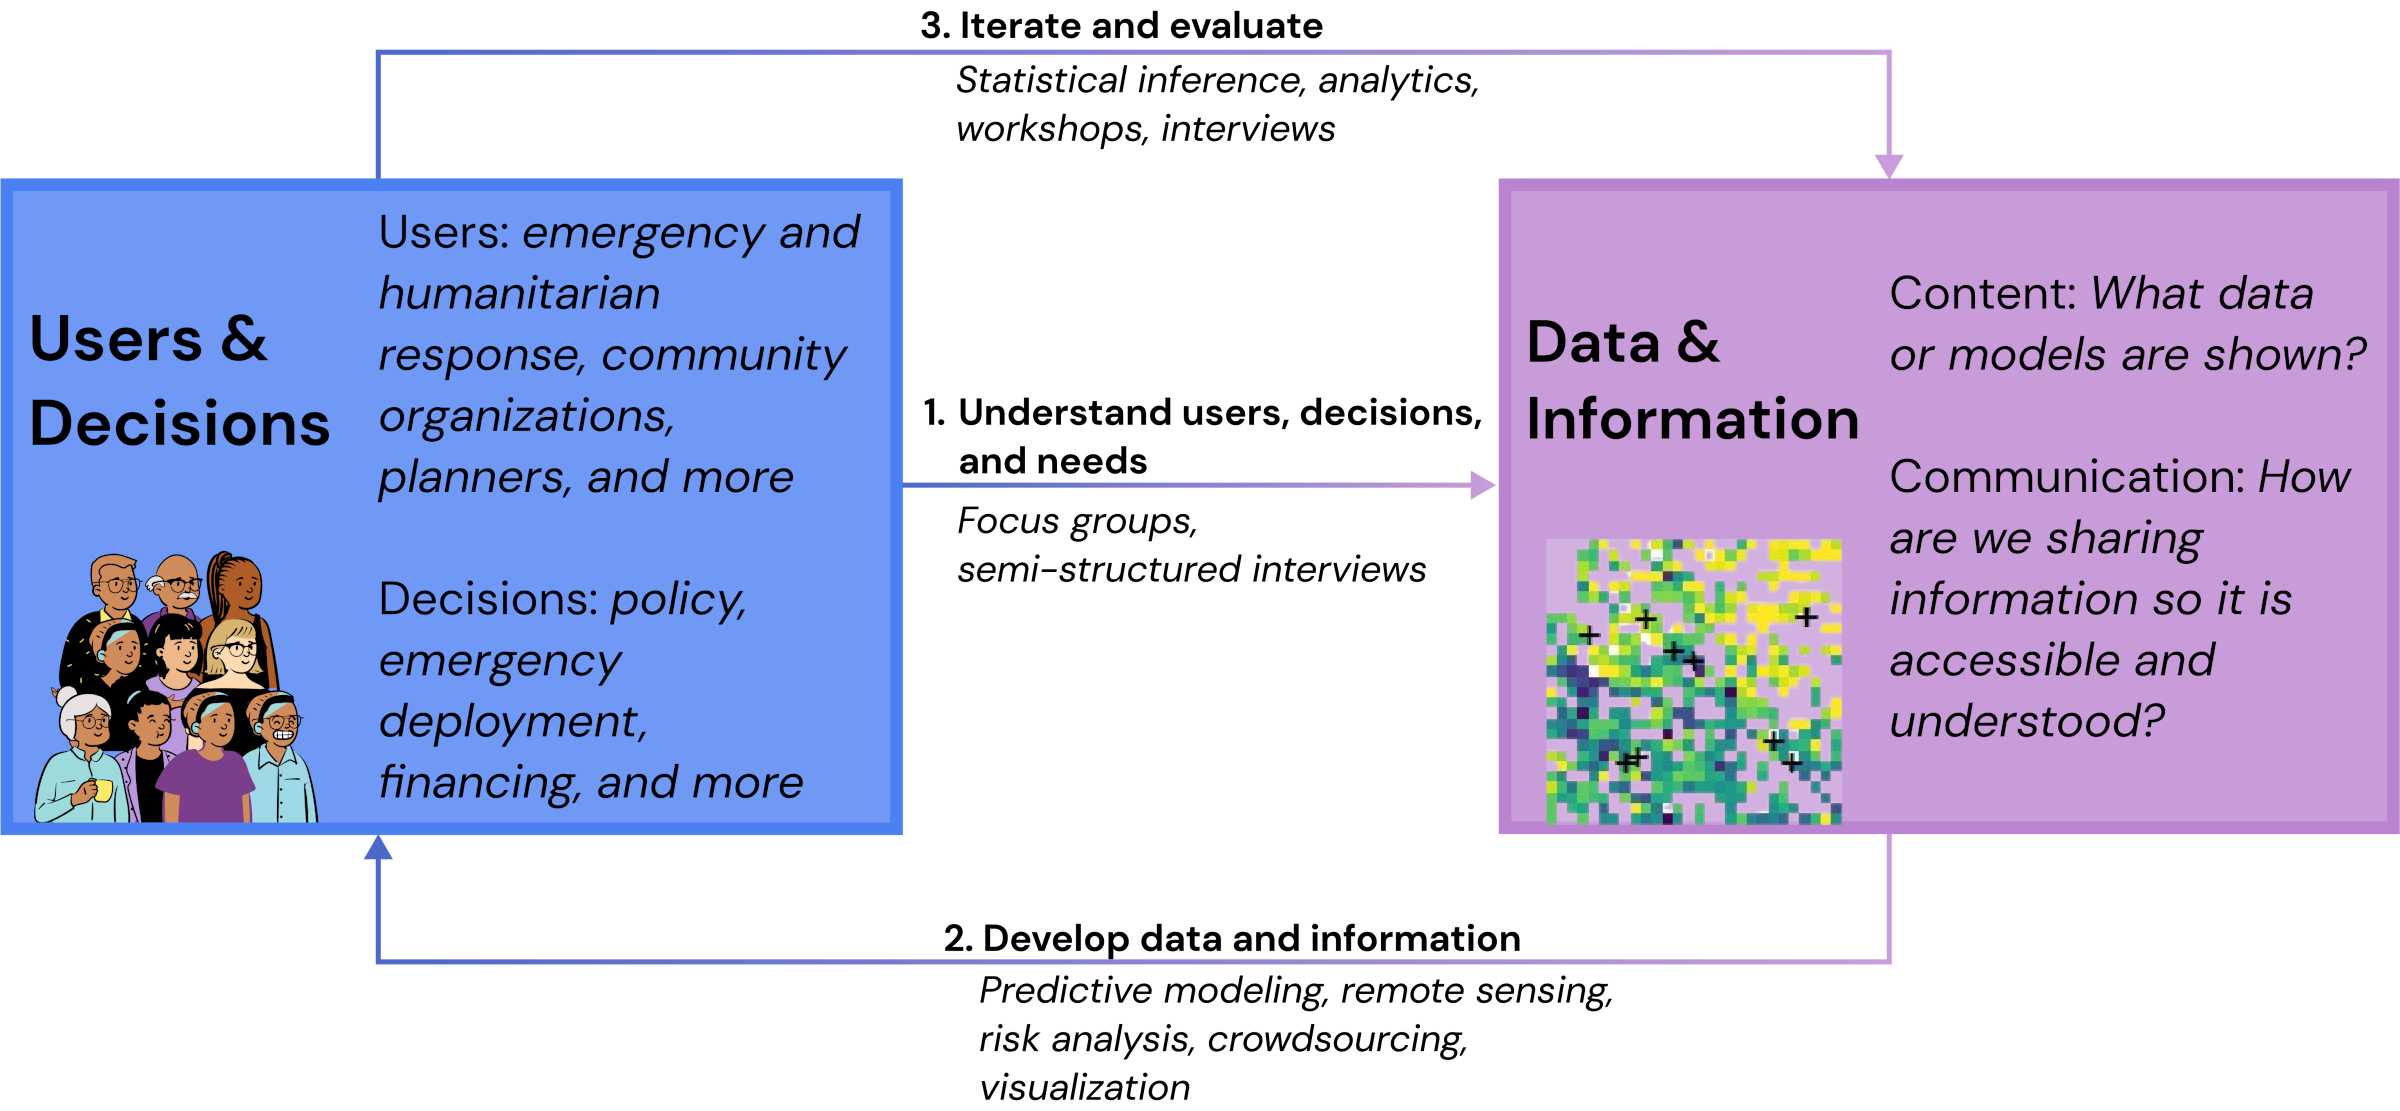 3. Iterate and evaluate
Statistical inference, analytics,
workshops, interviews
Users &
Decisions
Users: emergency and
humanitarian
response, community
organizations,
planners, and more
Decisions: policy,
emergency
deployment,
financing, and more
1. Understand users, decisions,
and needs
Focus groups,
semi-structured interviews
Data &
Information
Content: What data
or models are shown?
Communication: How
are we sharing
information so it is
accessible and
understood?
2. Develop data and information
Predictive modeling, remote sensing,
risk analysis, crowdsourcing,
visualization